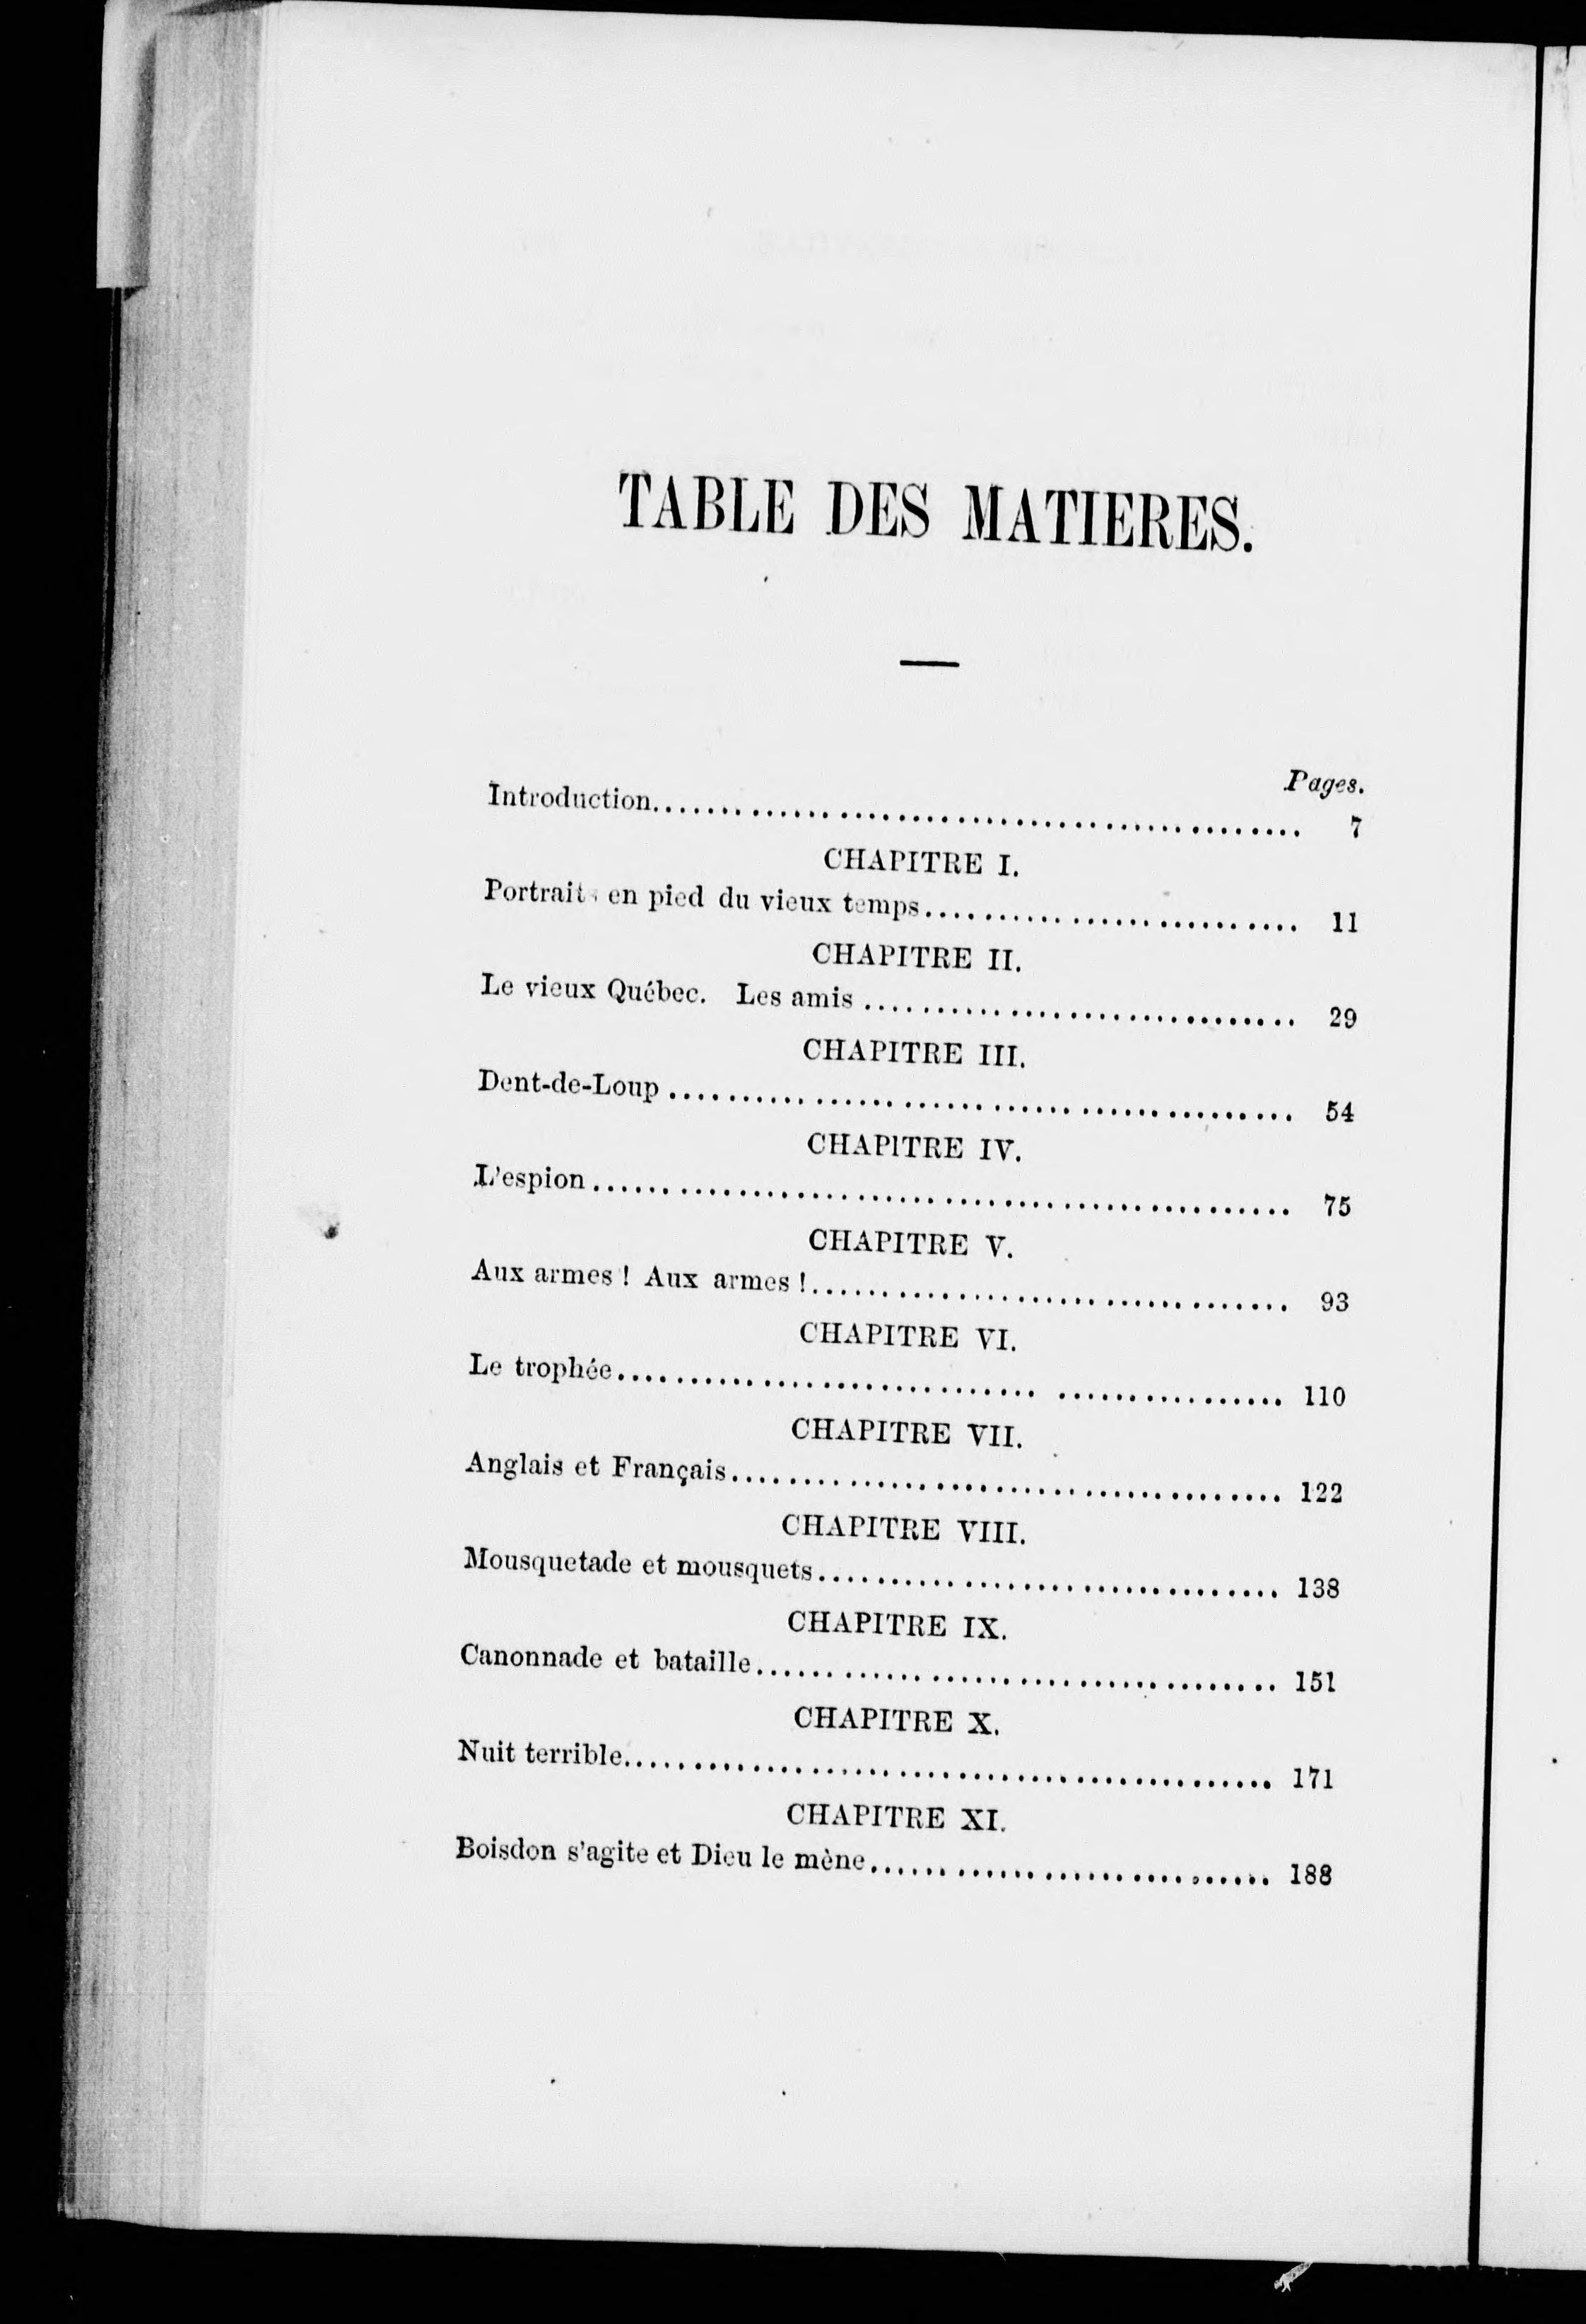 TABLE DES MATIERES.
Pages.
Introduction.................................................. 7
CHAPITRE I.
Portraits en pied du vieux temps.......................... 11
CHAPITRE II.
Le vieux Québec. Les amis .............................. 29
CHAPITRE III.
Dent-de-Loup ........................................... 54
CHAPITRE IV.
L'espion................................................ 75
CHAPITRE V.
Aux armes ! Aux armes !................................. 93
CHAPITRE VI.
Le trophée............................. ................ 110
CHAPITRE VII.
Anglais et Français...................................... 122
CHAPITRE VIII.
Mousquetade et mousquets................................ 138
CHAPITRE IX.
Canonnade et bataille.................................... 151
CHAPITRE X.
Nuit terrible............................................. 171
CHAPITRE XI.
Boisdon s'agite et Dieu le mène............................ 188